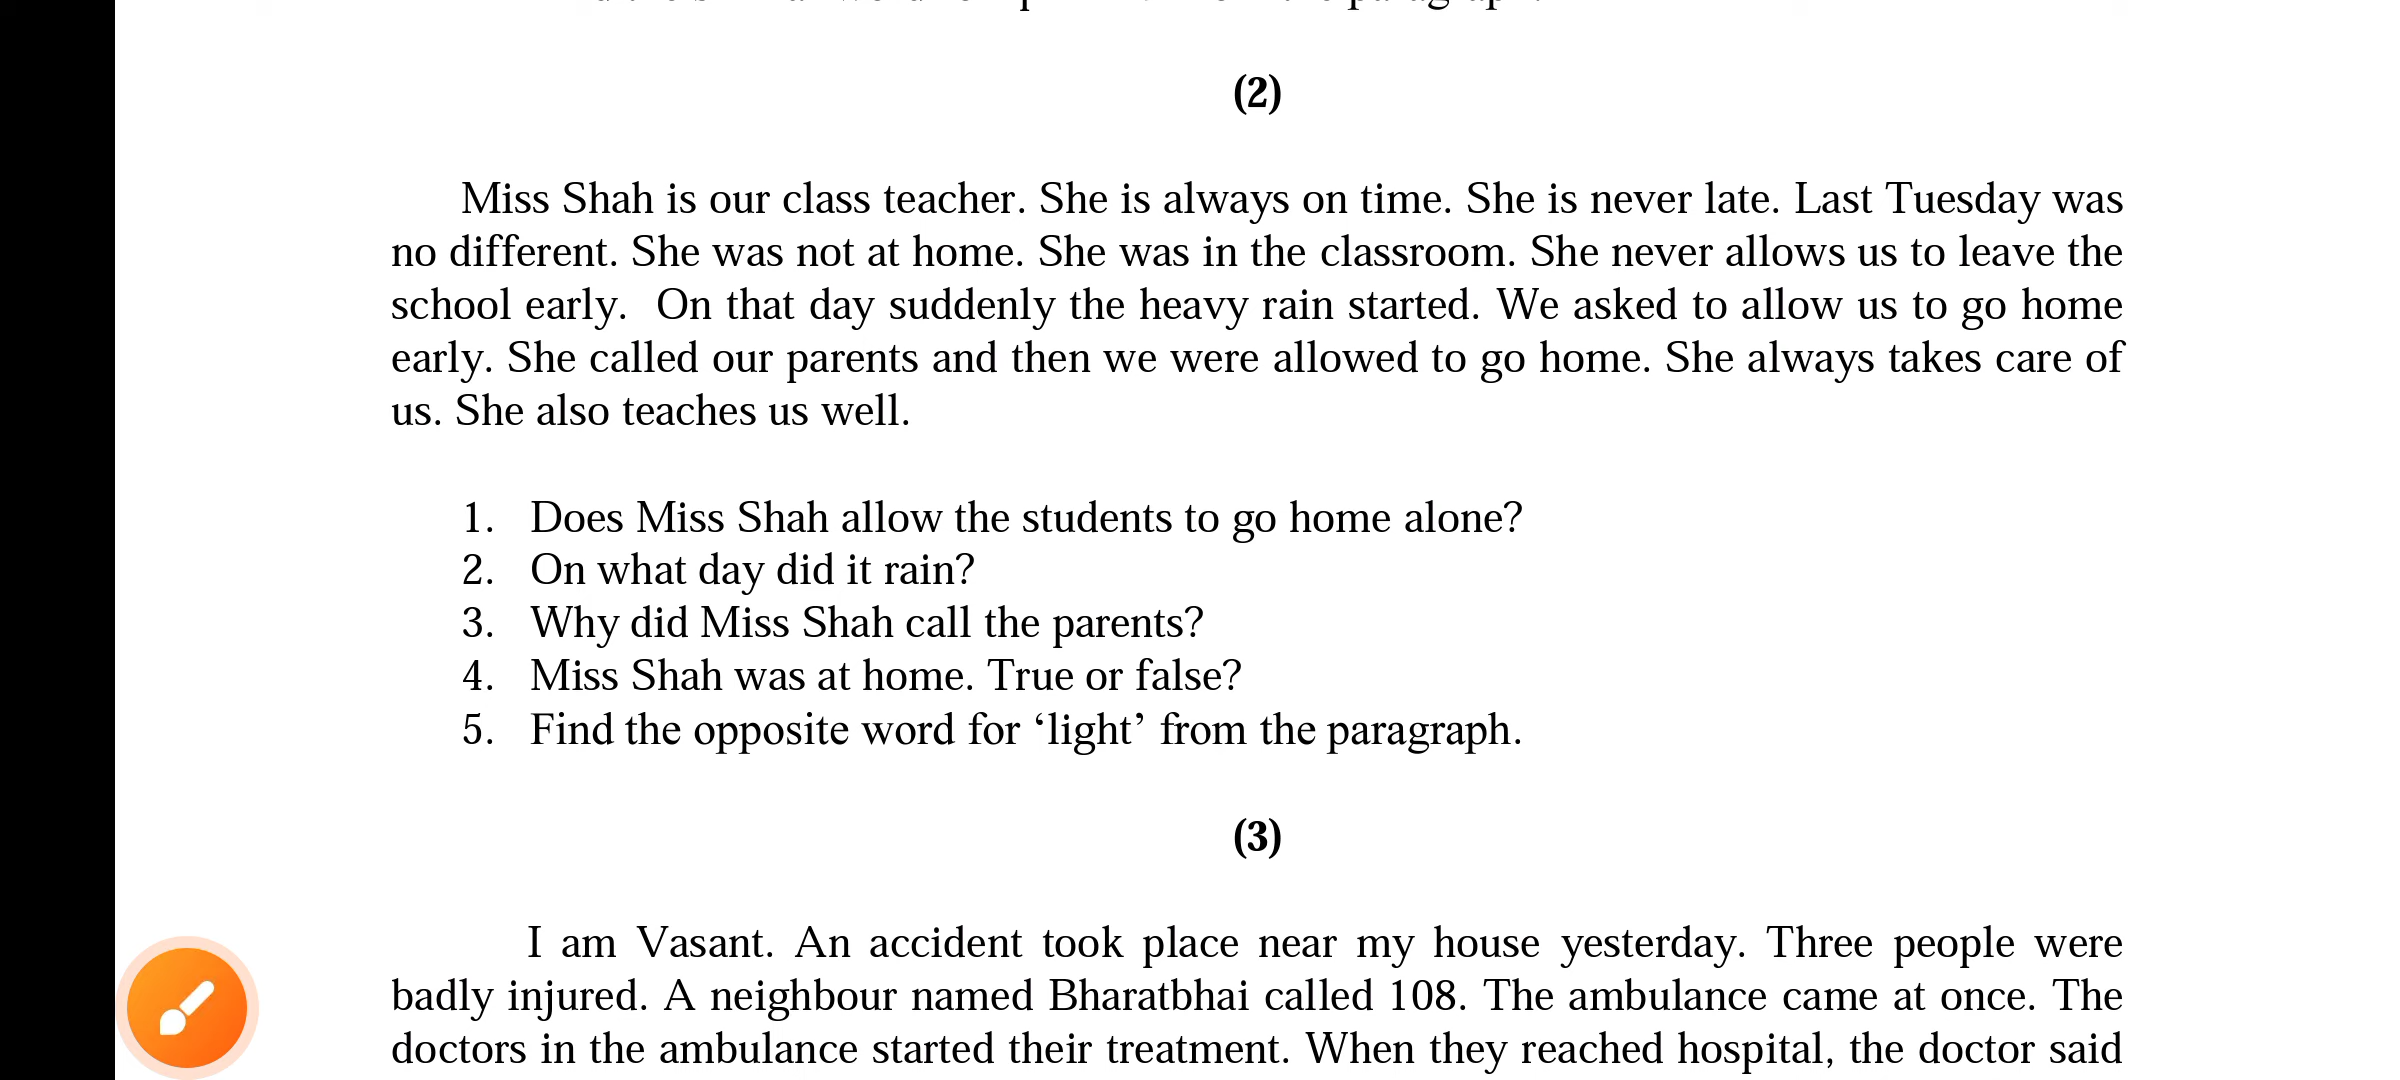 the paragraph.
(2)
Miss Shah is our class teacher. She is always on time. She is never late. Last Tuesday was
no different. She was not at home. She was in the classroom. She never allows us to leave the
school early.  On that day suddenly the heavy rain started. We asked to allow us to go home
early. She called our parents and then we were allowed to go home. She always takes care of
us. She also teaches us well.
1. Does Miss Shah allow the students to go home alone?
2. On what day did it rain?
3. Why did Miss Shah call the parents?
4. Miss Shah was at home. True or false?
5. Find the opposite word for ‘light’ from the paragraph.
(3)
I am Vasant. An accident took place near my house yesterday. Three people were
badly injured. A neighbour named Bharatbhai called 108. The ambulance came at once. The
doctors in the ambulance started their treatment. When they reached hospital, the doctor said